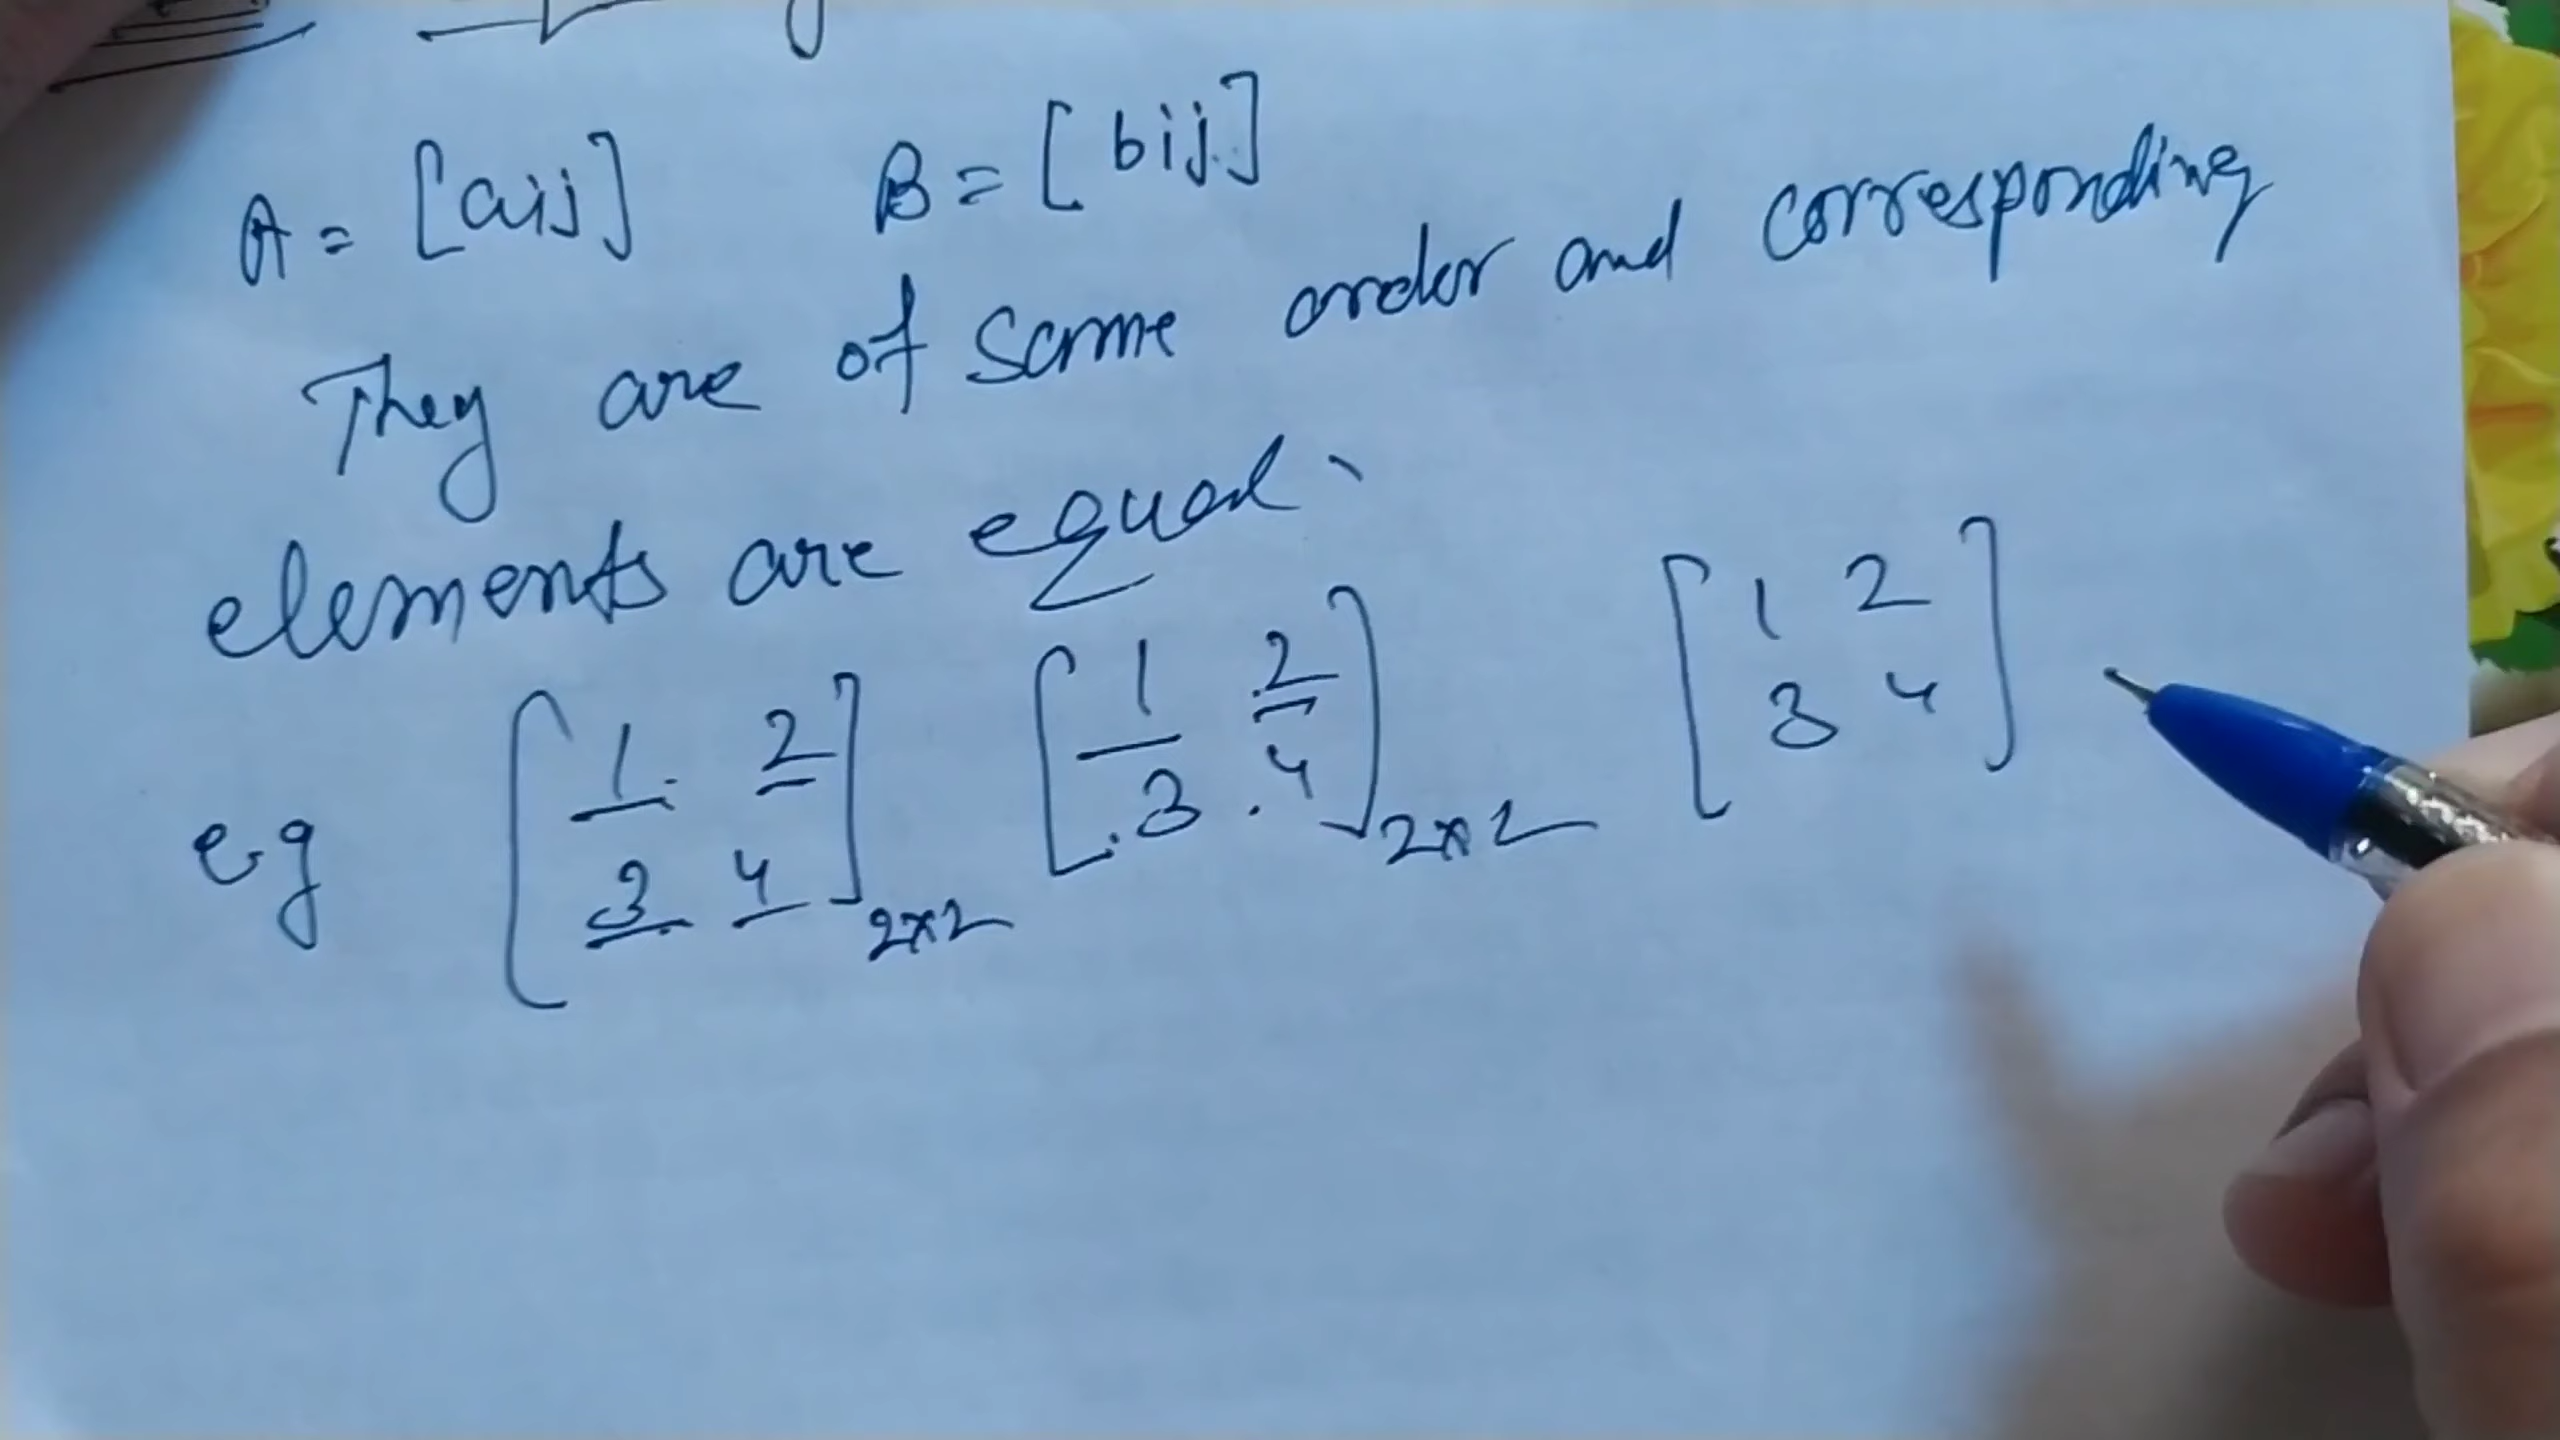 A = [aij] B = [bij]
They are of same order and corresponding
elements are equal.
eg [1 2 [1 2 [1 2
3 4]2x2 3 4]2x2 3 4]